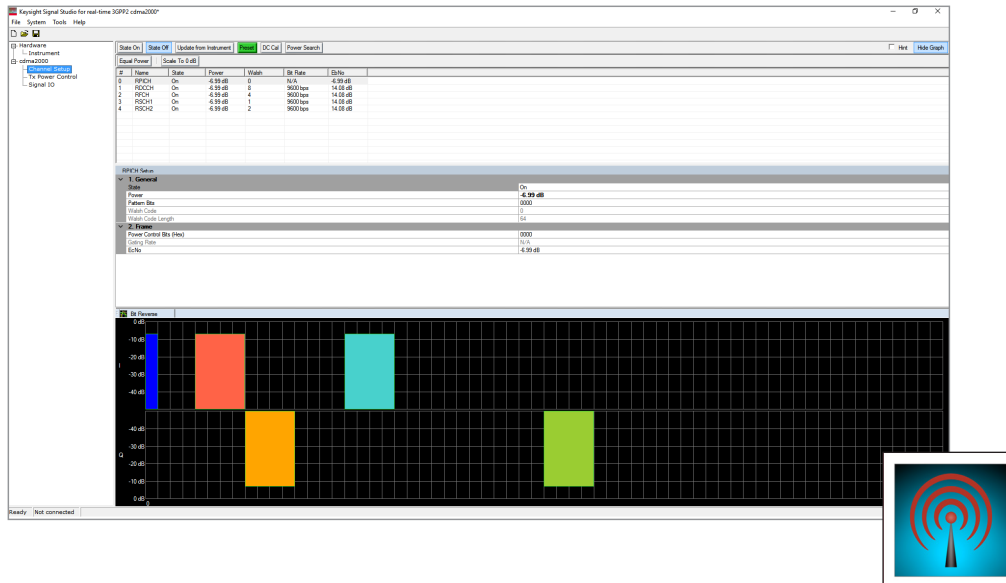 Keysight Signal Studio for real-time 3GPP2 cdma2000*
File System Tools Help
Hardware
Instrument
cdma2000
Channel Setup
Tx Power Control
Signal IO
State On State Off Update from Instrument Preset DC Cal Power Search Hint Hide Graph
Equal Power Scale To 0 dB
# Name State Power Walsh Bit Rate EbNo
0 RPICH On -6.99 dB 0 N/A -6.99 dB
1 RDCCH On -6.99 dB 8 9600 bps 14.08 dB
2 RFCH On -6.99 dB 4 9600 bps 14.08 dB
3 RSCH1 On -6.99 dB 1 9600 bps 14.08 dB
4 RSCH2 On -6.99 dB 2 9600 bps 14.08 dB
RPICH Setup
1. General
State On
Power -6.99 dB
Pattern Bits 0000
Walsh Code 0
Walsh Code Length 64
2. Frame
Power Control Bits (Hex) 0000
Gating Rate N/A
EcNo -6.99 dB
Bit Reverse
0 dB
-10 dB
-20 dB
I
-30 dB
-40 dB
-40 dB
-30 dB
Q
-20 dB
-10 dB
0 dB
0
Ready Not connected